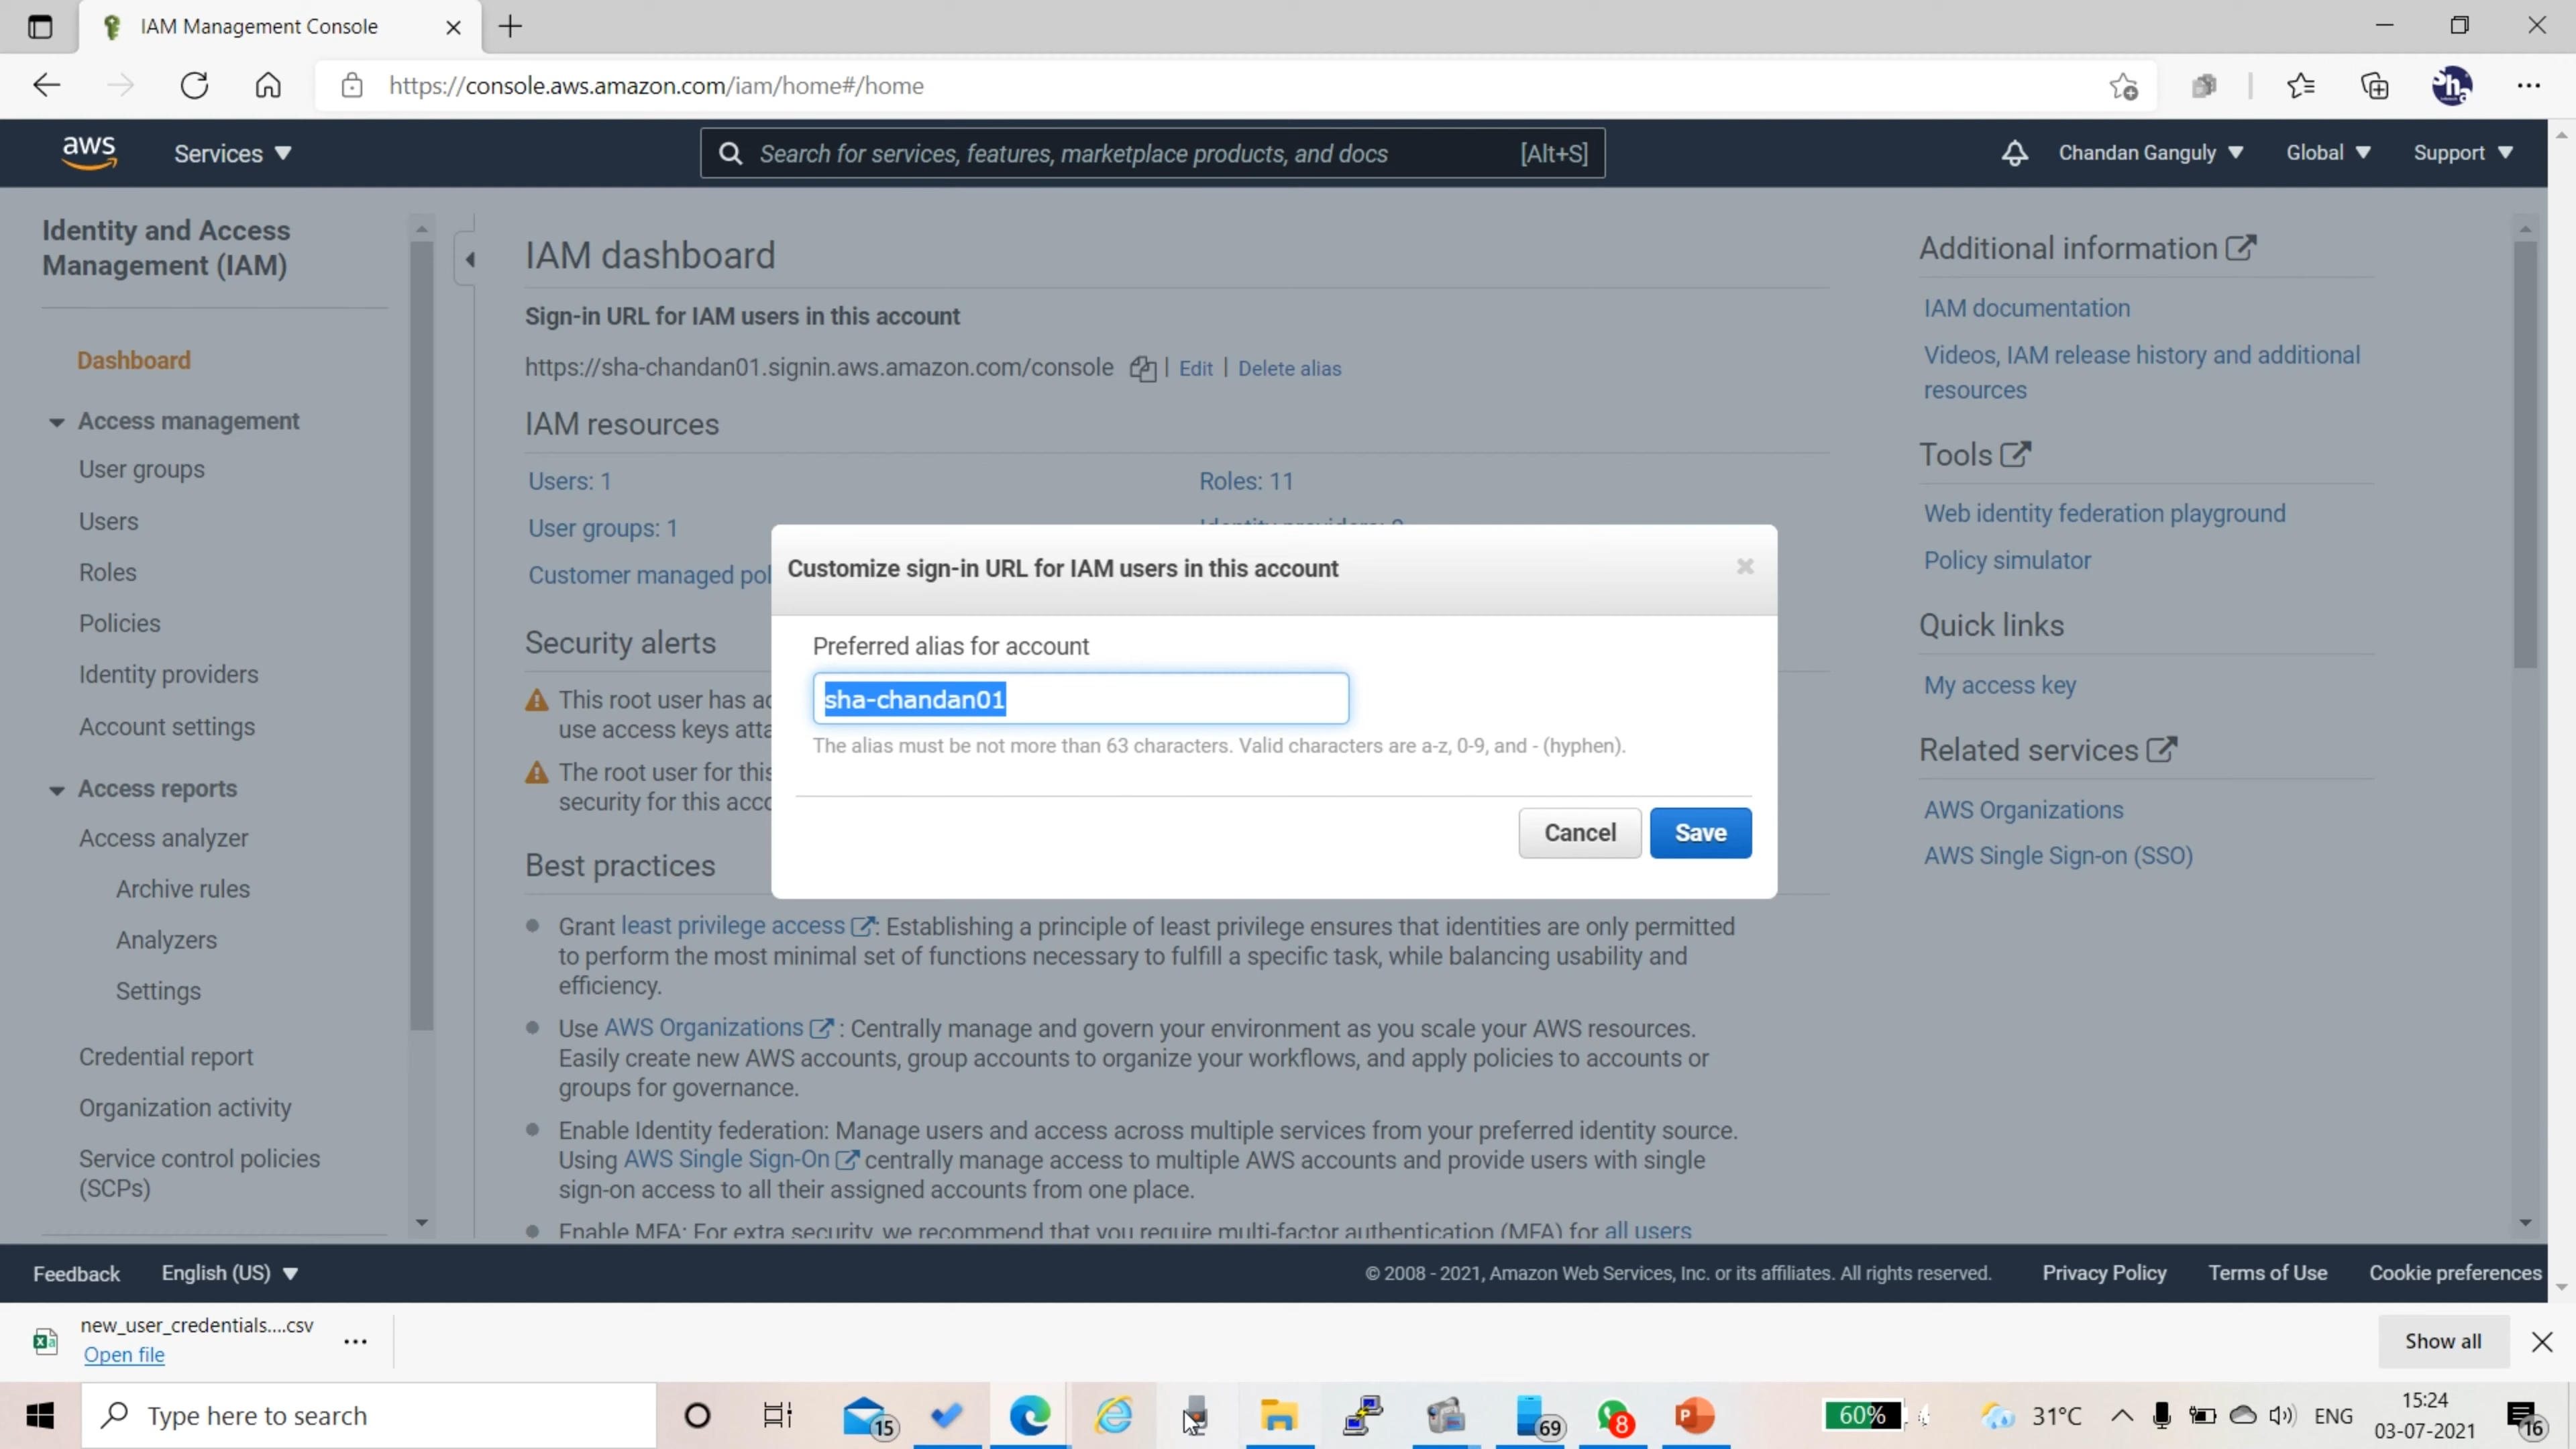 IAM Management Console
https://console.aws.amazon.com/iam/home#/home
aws
Services
Search for services, features, marketplace products, and docs
[Alt+S]
Chandan Ganguly
Global
Support
Identity and Access
Management (IAM)
Dashboard
Access management
User groups
Users
Roles
Policies
Identity providers
Account settings
Access reports
Access analyzer
Archive rules
Analyzers
Settings
Credential report
Organization activity
Service control policies
(SCPs)
IAM dashboard
Sign-in URL for IAM users in this account
https://sha-chandan01.signin.aws.amazon.com/console | Edit | Delete alias
IAM resources
Users: 1
Roles: 11
User groups: 1
Customer managed pol
Security alerts
This root user has ac
use access keys atta
The root user for this
security for this acco
Customize sign-in URL for IAM users in this account
Preferred alias for account
sha-chandan01
The alias must be not more than 63 characters. Valid characters are a-z, 0-9, and - (hyphen).
Cancel
Save
Best practices
Grant least privilege access : Establishing a principle of least privilege ensures that identities are only permitted
to perform the most minimal set of functions necessary to fulfill a specific task, while balancing usability and
efficiency.
Use AWS Organizations : Centrally manage and govern your environment as you scale your AWS resources.
Easily create new AWS accounts, group accounts to organize your workflows, and apply policies to accounts or
groups for governance.
Enable Identity federation: Manage users and access across multiple services from your preferred identity source.
Using AWS Single Sign-On centrally manage access to multiple AWS accounts and provide users with single
sign-on access to all their assigned accounts from one place.
Enable MFA: For extra security, we recommend that you require multi-factor authentication (MFA) for all users
Additional information
IAM documentation
Videos, IAM release history and additional
resources
Tools
Web identity federation playground
Policy simulator
Quick links
My access key
Related services
AWS Organizations
AWS Single Sign-on (SSO)
Feedback
English (US)
© 2008 - 2021, Amazon Web Services, Inc. or its affiliates. All rights reserved.
Privacy Policy
Terms of Use
Cookie preferences
new_user_credentials....csv
Open file
Show all
Type here to search
15
69
8
60%
31°C
ENG
15:24
03-07-2021
16